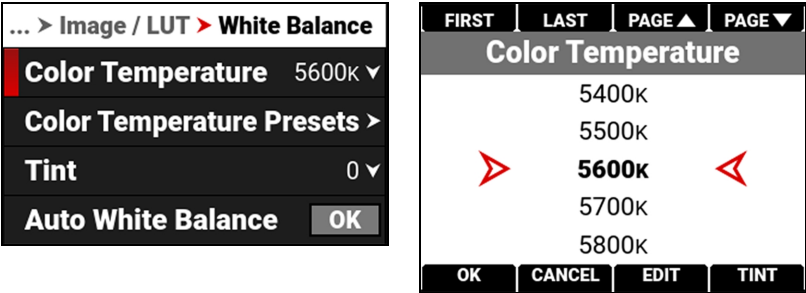 ... > Image / LUT > White Balance
Color Temperature 5600K
Color Temperature Presets >
Tint 0
Auto White Balance OK
FIRST LAST PAGE▲ PAGE▼
Color Temperature
5400K
5500K
5600K
5700K
5800K
OK CANCEL EDIT TINT